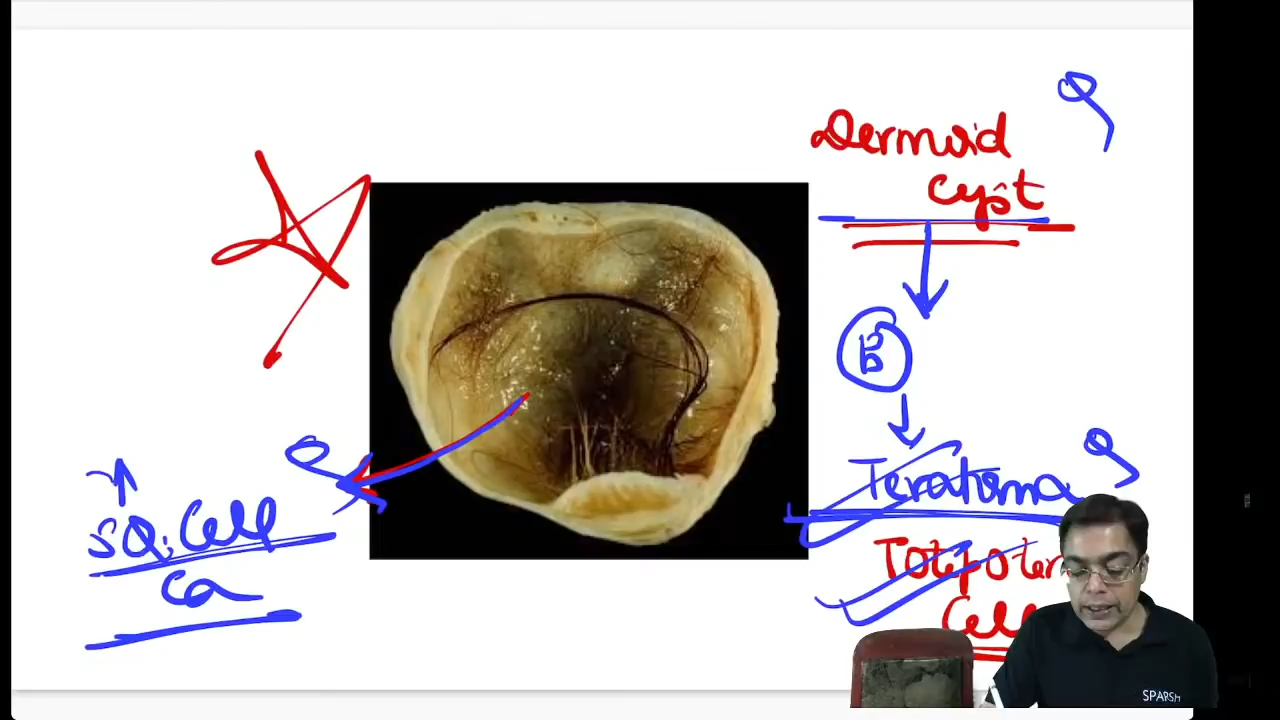 Dermoid
Cyst
B
Teratoma
Totipoten
Cell
SQ. Cell
Ca
SPARSH